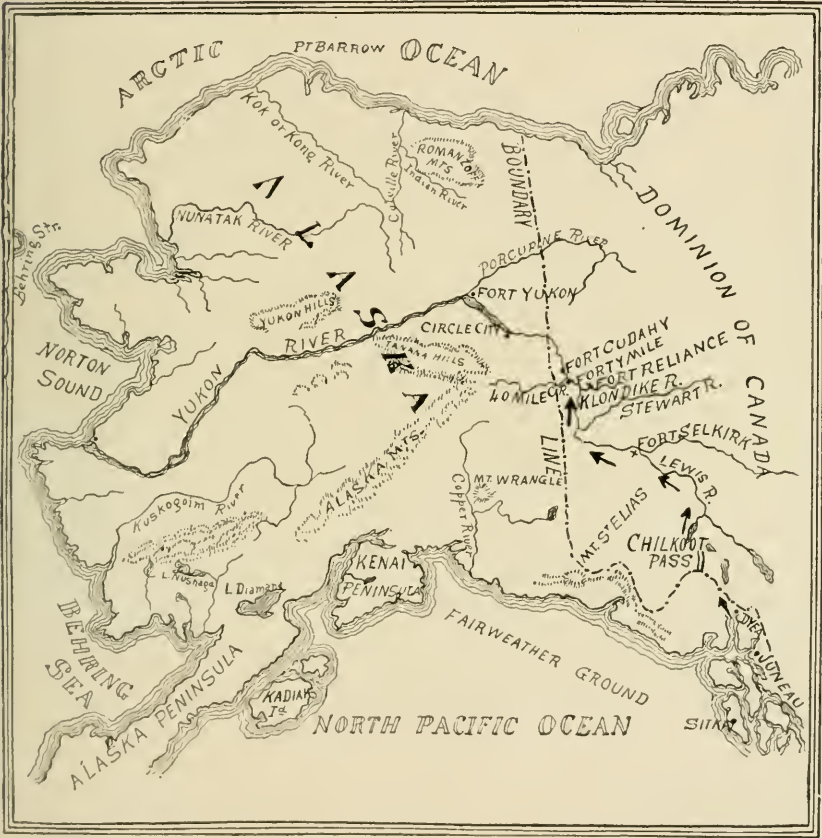 ARCTIC OCEAN
PT BARROW
Kok or Kong River
Colville River
ROMANZOFF
MTS
Indian River
BOUNDARY
LINE
DOMINION OF CANADA
NUNATAK RIVER
ALASKA
Behring Str.
PORCUPINE RIVER
FORT YUKON
YUKON HILLS
CIRCLE CITY
YUKON RIVER
TANANA HILLS
NORTON
SOUND
FORT CUDAHY
FORTYMILE
FORT RELIANCE
40 MILE CR.
KLONDIKE R.
STEWART R.
FORT SELKIRK
LEWIS R.
ALASKA MTS.
MT. WRANGLE
Copper River
Kuskogoim River
MT. ST ELIAS
CHILKOOT
PASS
L. Nushaga
L. Diamand
KENAI
PENINSULA
DYEA
JUNEAU
FAIRWEATHER GROUND
BEHRING
SEA
ALASKA PENINSULA
KADIAK
Id
NORTH PACIFIC OCEAN
SITKA